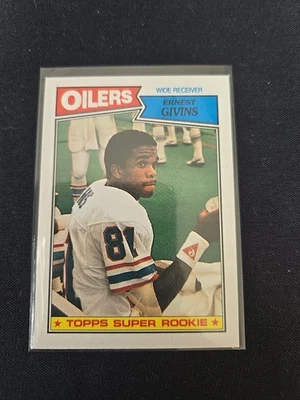 OILERS
WIDE RECEIVER
ERNEST
GIVINS
81
TOPPS SUPER ROOKIE